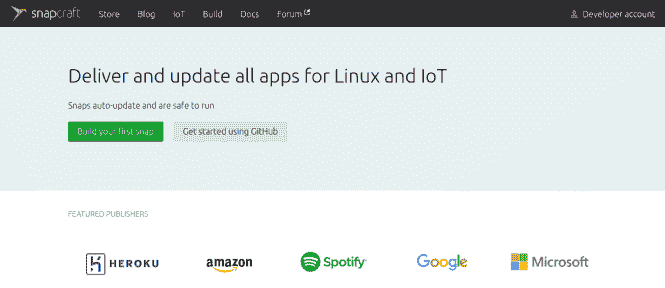 snapcraft Store Blog IoT Build Docs Forum Developer account
Deliver and update all apps for Linux and IoT
Snaps auto-update and are safe to run
Build your first snap Get started using GitHub
FEATURED PUBLISHERS
HEROKU amazon Spotify Google Microsoft